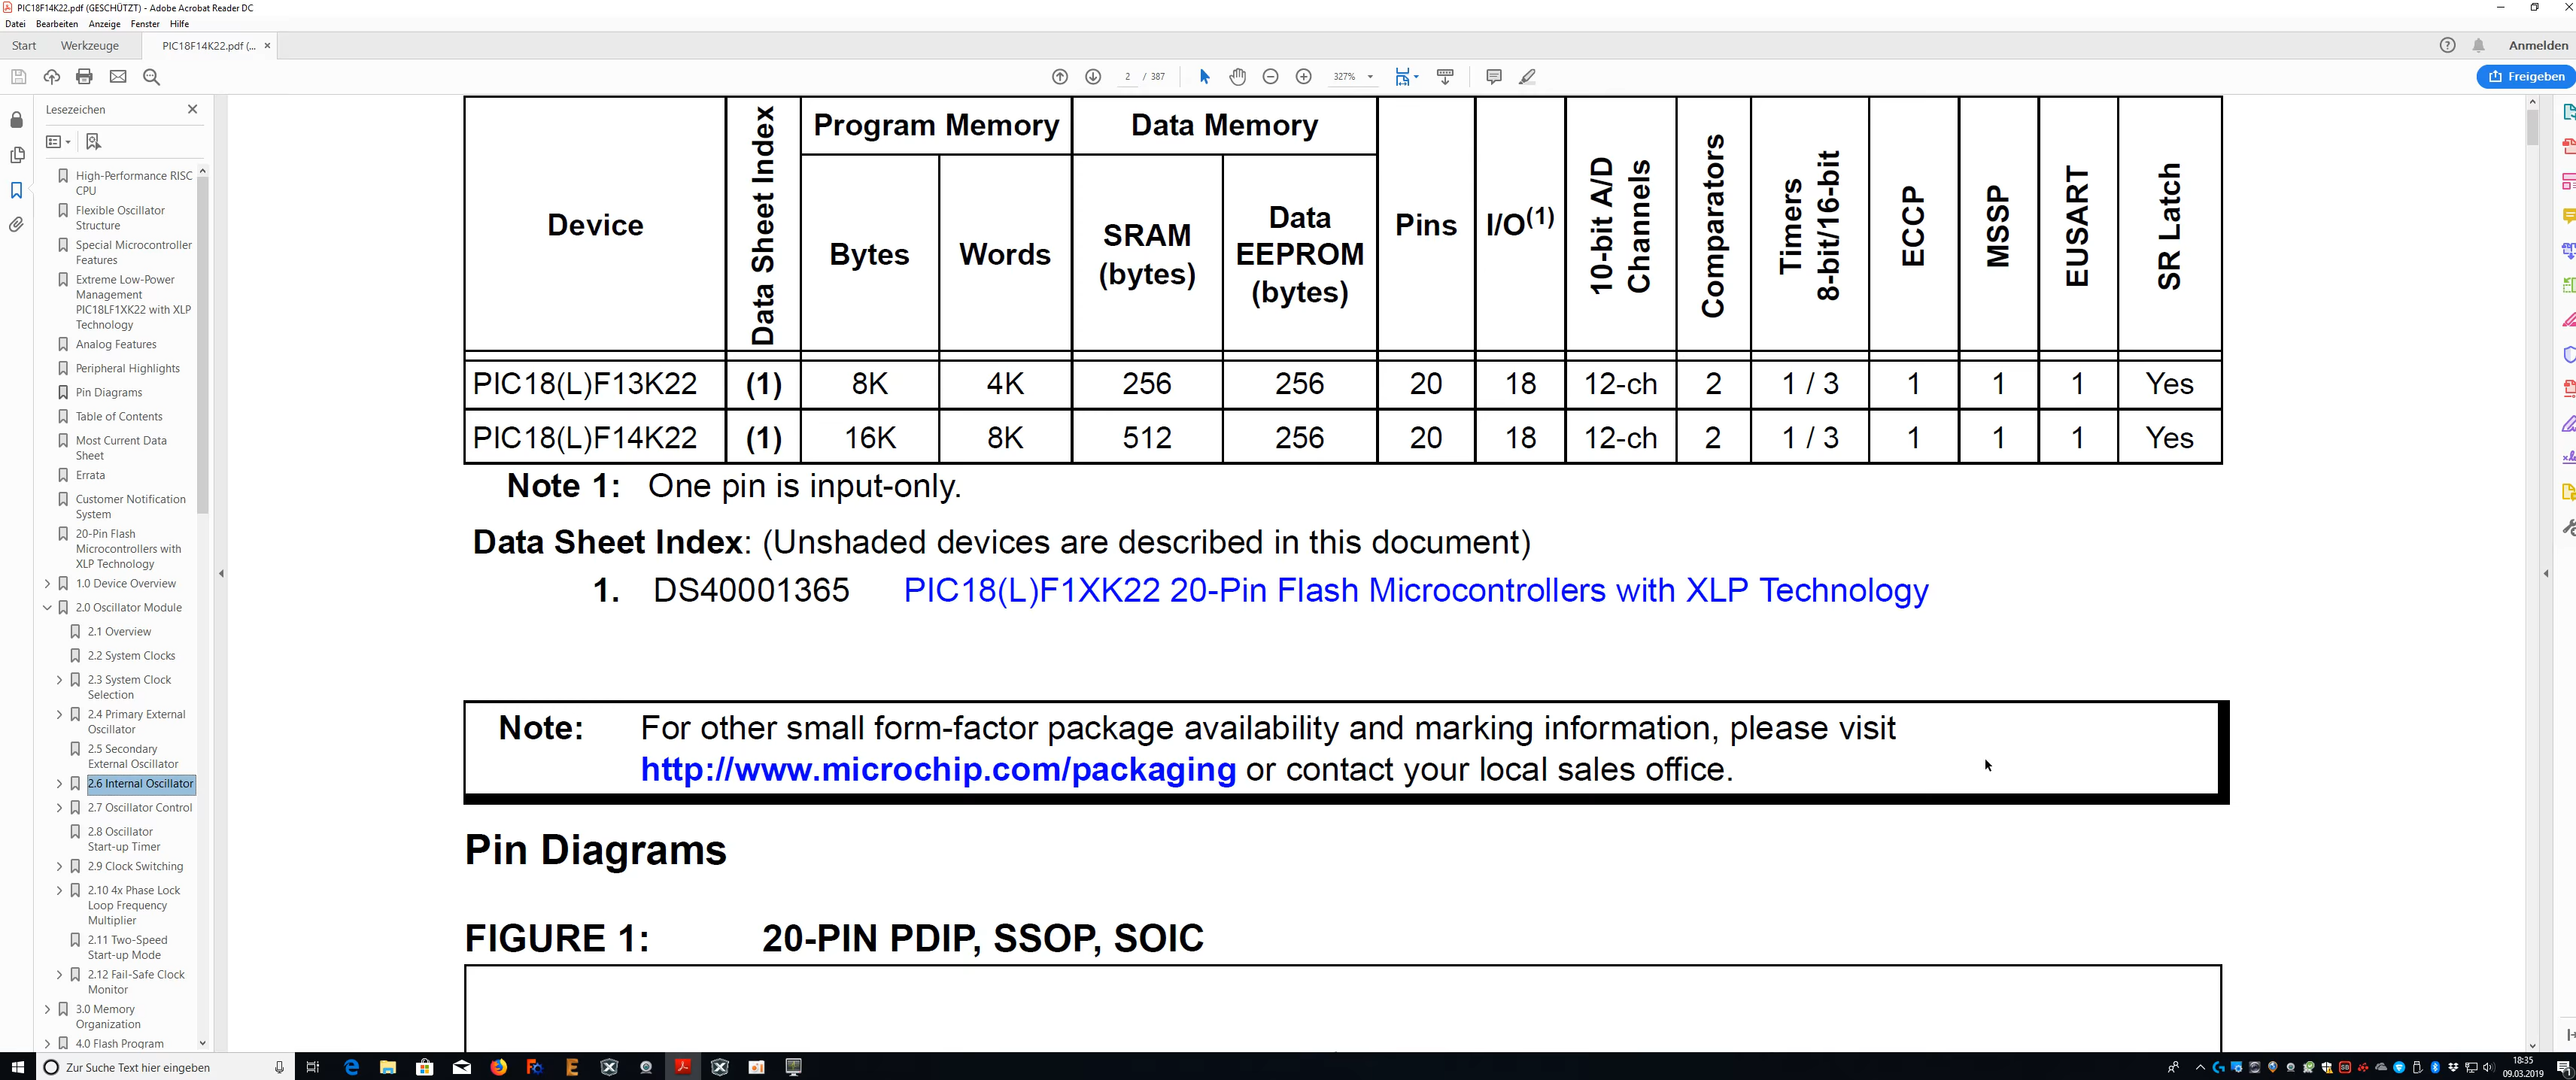 PIC18F14K22.pdf (GESCHÜTZT) - Adobe Acrobat Reader DC
Datei Bearbeiten Anzeige Fenster Hilfe
Start Werkzeuge PIC18F14K22.pdf (... × Anmelden
2 / 387 327% Freigeben
Lesezeichen
High-Performance RISC
CPU
Flexible Oscillator
Structure
Special Microcontroller
Features
Extreme Low-Power
Management
PIC18LF1XK22 with XLP
Technology
Analog Features
Peripheral Highlights
Pin Diagrams
Table of Contents
Most Current Data
Sheet
Errata
Customer Notification
System
20-Pin Flash
Microcontrollers with
XLP Technology
1.0 Device Overview
2.0 Oscillator Module
2.1 Overview
2.2 System Clocks
2.3 System Clock
Selection
2.4 Primary External
Oscillator
2.5 Secondary
External Oscillator
2.6 Internal Oscillator
2.7 Oscillator Control
2.8 Oscillator
Start-up Timer
2.9 Clock Switching
2.10 4x Phase Lock
Loop Frequency
Multiplier
2.11 Two-Speed
Start-up Mode
2.12 Fail-Safe Clock
Monitor
3.0 Memory
Organization
4.0 Flash Program
Device
Data Sheet Index
Program Memory
Bytes
Words
Data Memory
SRAM
(bytes)
Data
EEPROM
(bytes)
Pins
I/O(1)
10-bit A/D
Channels
Comparators
Timers
8-bit/16-bit
ECCP
MSSP
EUSART
SR Latch
PIC18(L)F13K22 (1) 8K 4K 256 256 20 18 12-ch 2 1 / 3 1 1 1 Yes
PIC18(L)F14K22 (1) 16K 8K 512 256 20 18 12-ch 2 1 / 3 1 1 1 Yes
Note 1: One pin is input-only.
Data Sheet Index: (Unshaded devices are described in this document)
1. DS40001365 PIC18(L)F1XK22 20-Pin Flash Microcontrollers with XLP Technology
Note: For other small form-factor package availability and marking information, please visit
http://www.microchip.com/packaging or contact your local sales office.
Pin Diagrams
FIGURE 1: 20-PIN PDIP, SSOP, SOIC
Zur Suche Text hier eingeben
18:35
09.03.2019